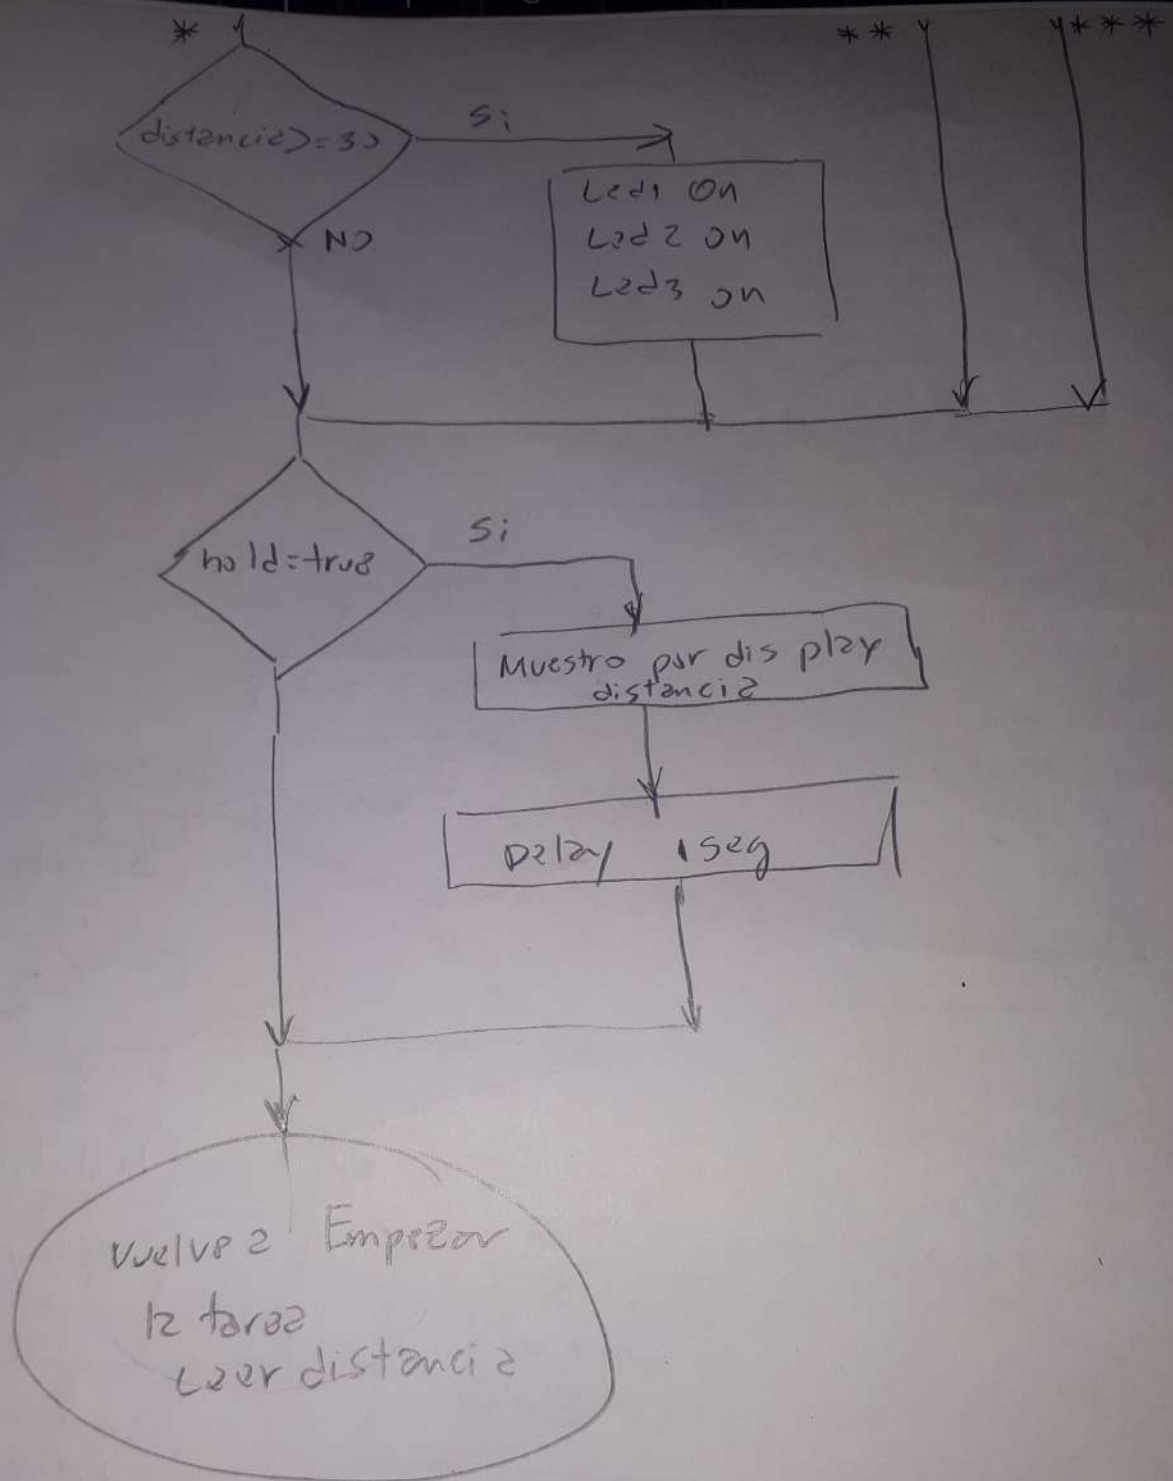 *
** ***
distancia>=30
Si
NO
Led1 On
Led2 on
Led3 on
hold=true
Si
Muestro por display
distancia
Delay 1seg
Vuelve a Empezar
la tarea
Leer distancia